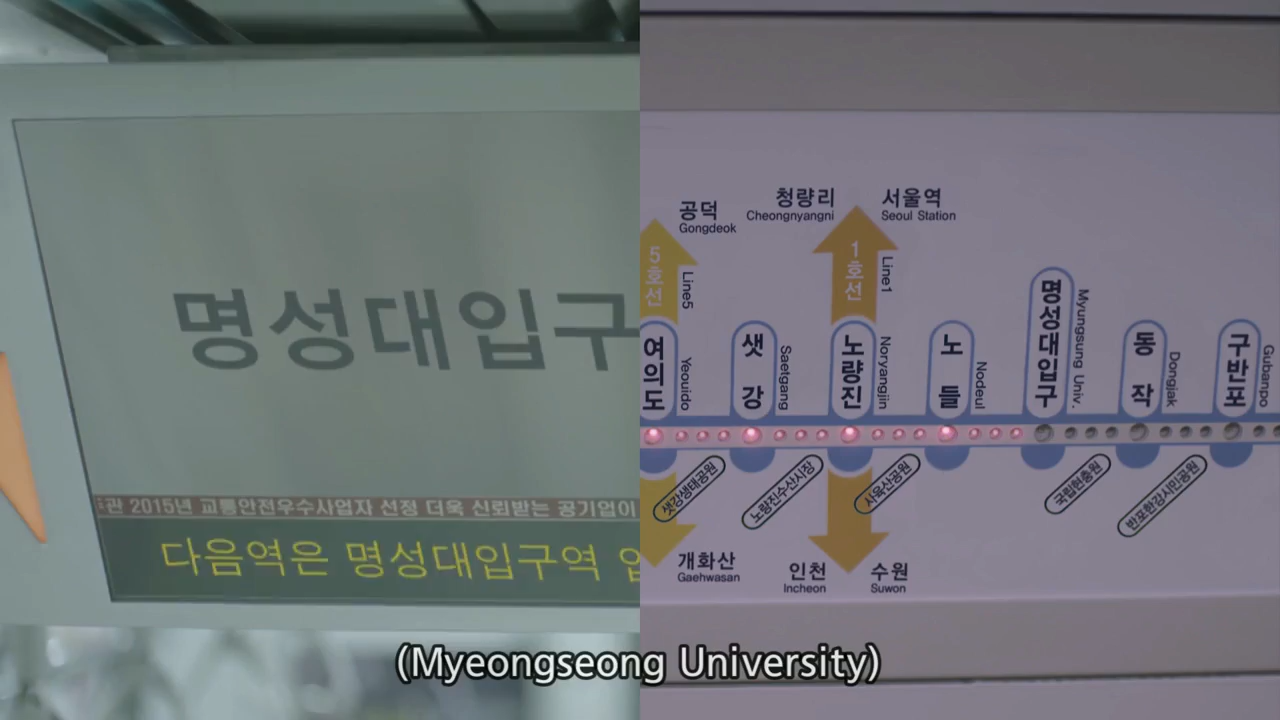 명성대입구
관 2015년 교통안전우수사업자 선정 더욱 신뢰받는 공기업이
다음역은 명성대입구역
공덕
Gongdeok
청량리
Cheongnyangni
서울역
Seoul Station
5호선
Line5
1호선
Line1
여의도
Yeouido
샛강
Saetgang
노량진
Noryangjin
노들
Nodeul
명성대입구
Myungsung Univ.
동작
Dongjak
구반포
Gubanpo
샛강생태공원
노량진수산시장
사육신공원
국립현충원
반포한강시민공원
개화산
Gaehwasan
인천
Incheon
수원
Suwon
(Myeongseong University)